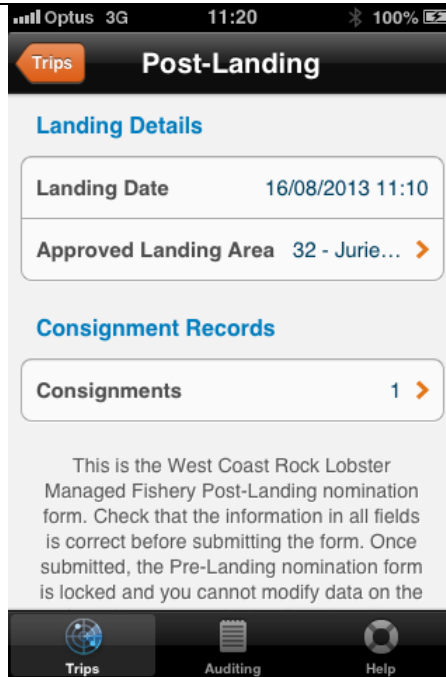 Optus 3G 11:20 100%
Trips Post-Landing
Landing Details
Landing Date 16/08/2013 11:10
Approved Landing Area 32 - Jurie...
Consignment Records
Consignments 1
This is the West Coast Rock Lobster
Managed Fishery Post-Landing nomination
form. Check that the information in all fields
is correct before submitting the form. Once
submitted, the Pre-Landing nomination form
is locked and you cannot modify data on the
Trips Auditing Help